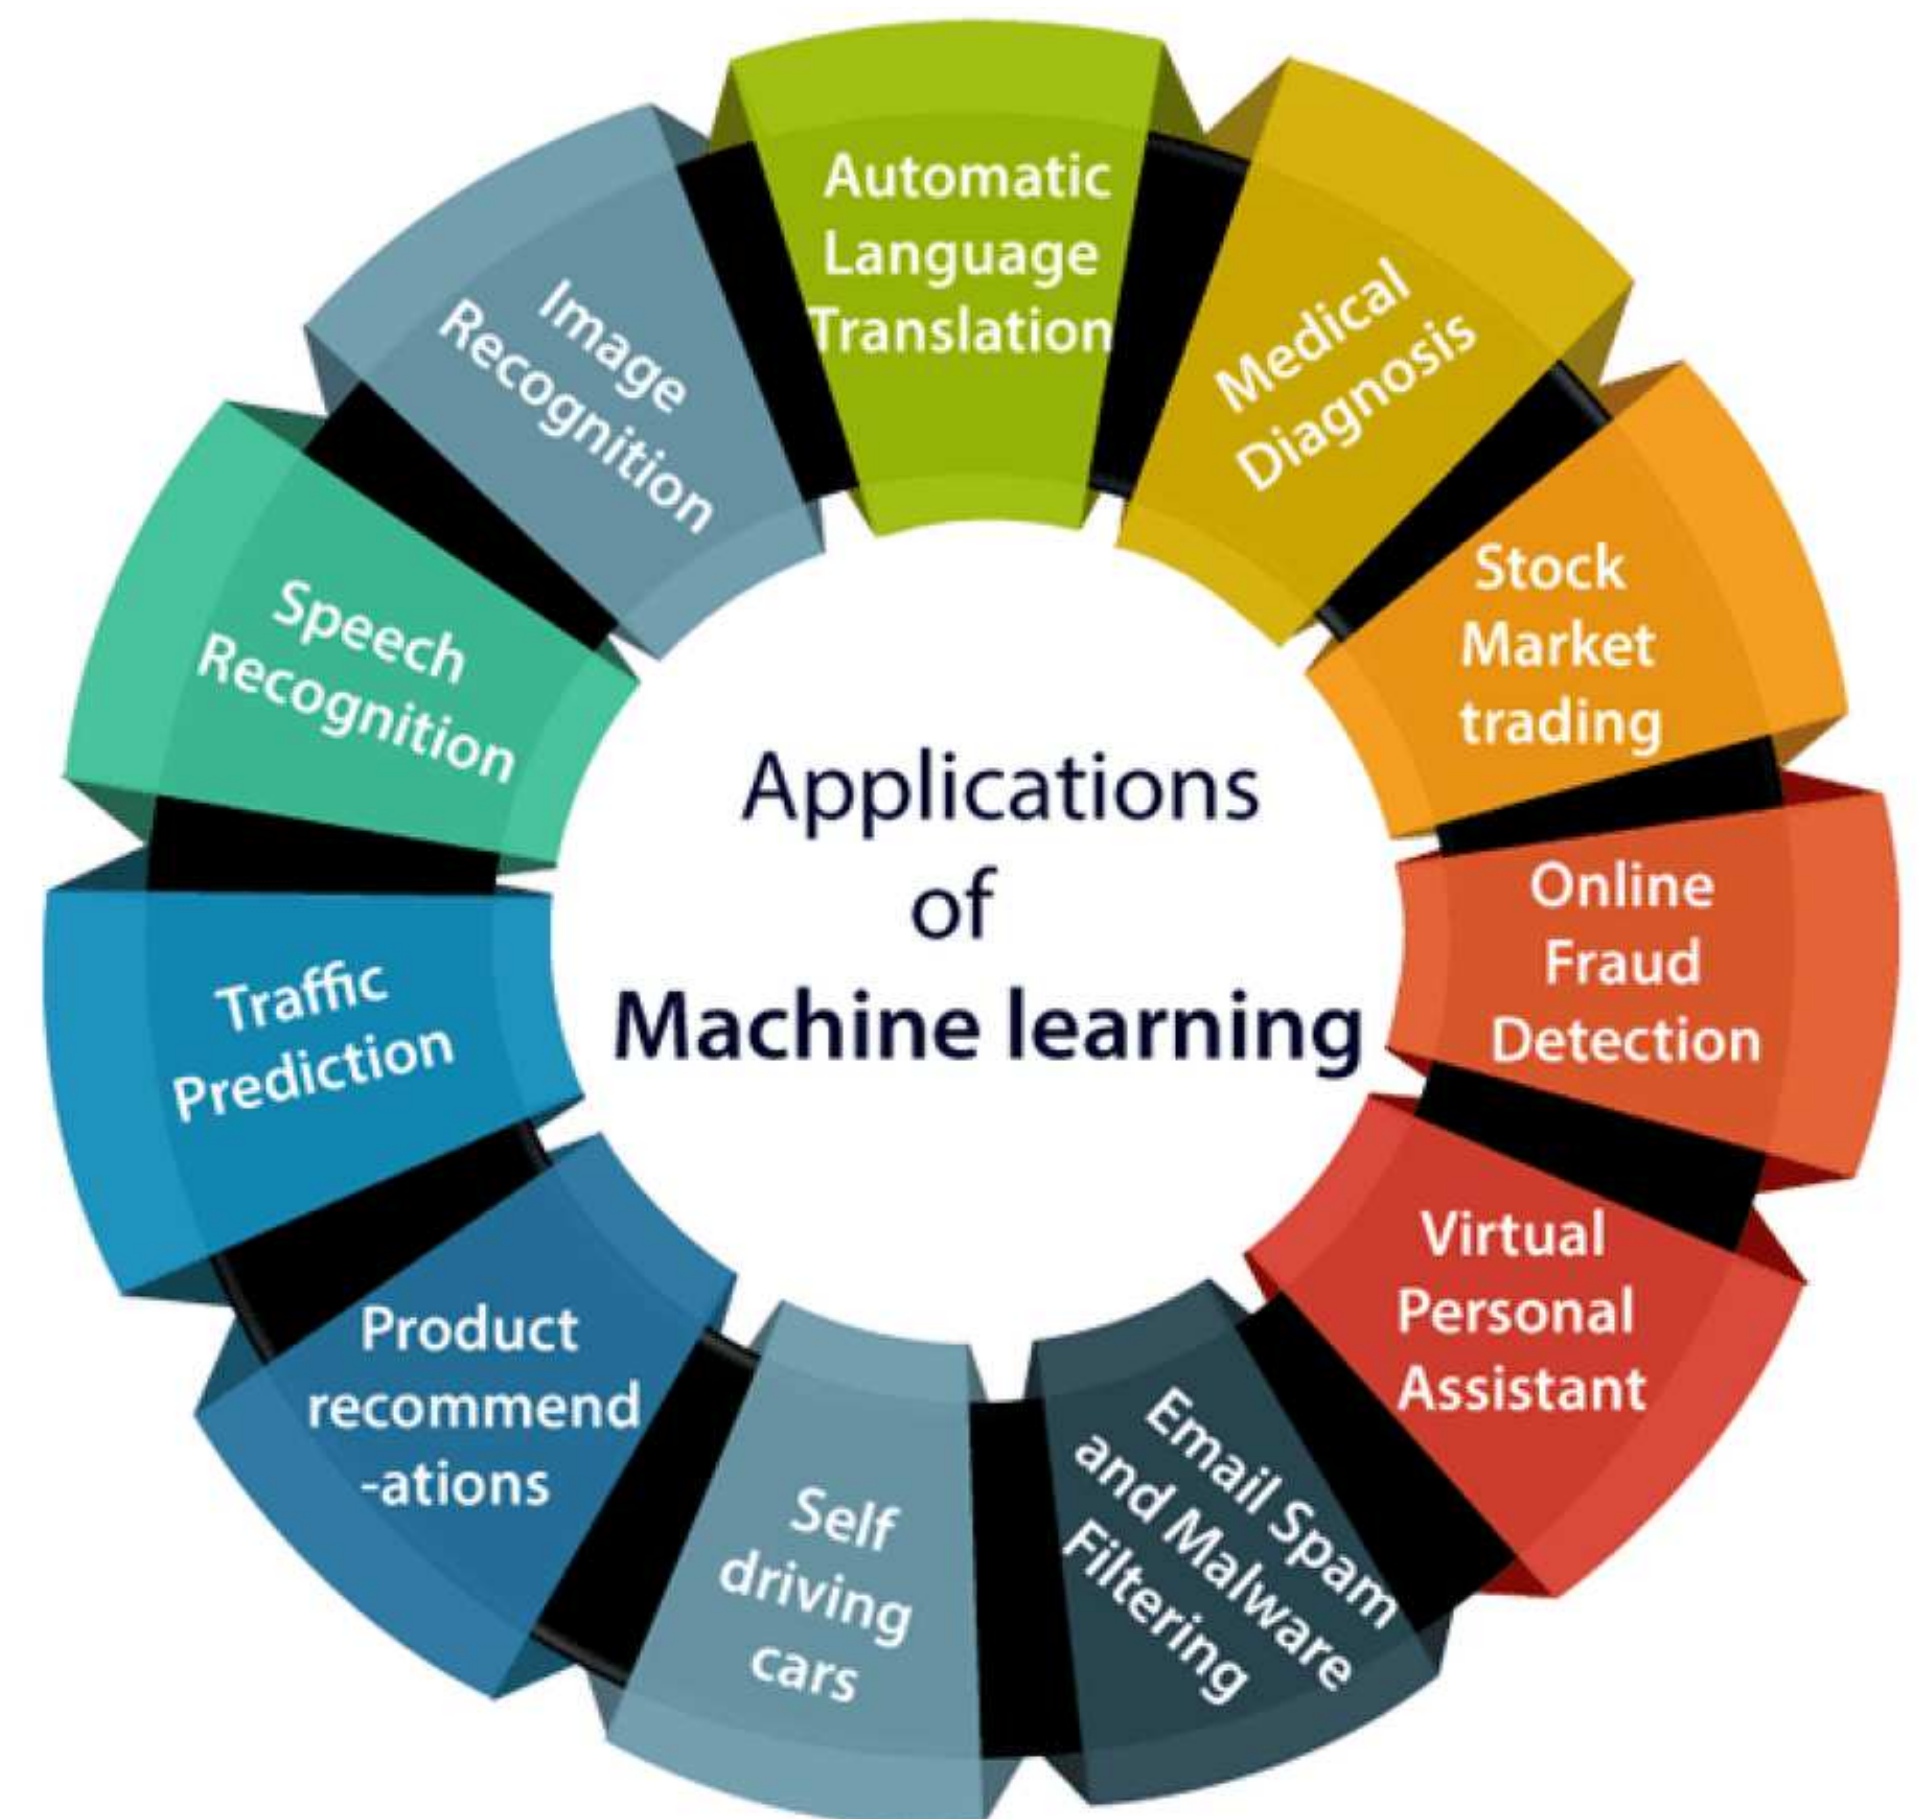 Applications
of
Machine learning
Automatic
Language
Translation
Medical
Diagnosis
Stock
Market
trading
Online
Fraud
Detection
Virtual
Personal
Assistant
Email Spam
and Malware
Filtering
Self
driving
cars
Product
recommend
-ations
Traffic
Prediction
Speech
Recognition
Image
Recognition